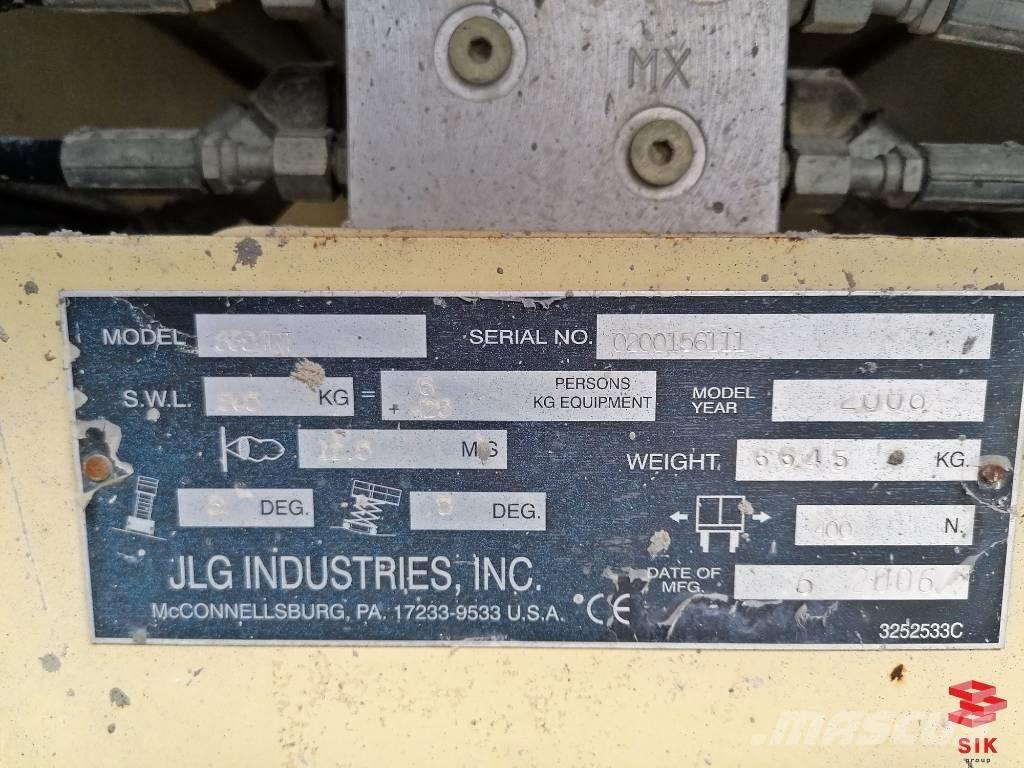 MX
MODEL SERIAL NO. 0200156111
S.W.L. KG = 6 PERSONS
+ KG EQUIPMENT
MODEL YEAR 2006
M/S
WEIGHT 6645 KG.
DEG. DEG.
400 N.
JLG INDUSTRIES, INC.
DATE OF MFG. 6 2006
McCONNELLSBURG, PA. 17233-9533 U.S.A.
CE
3252533C
SIK
group